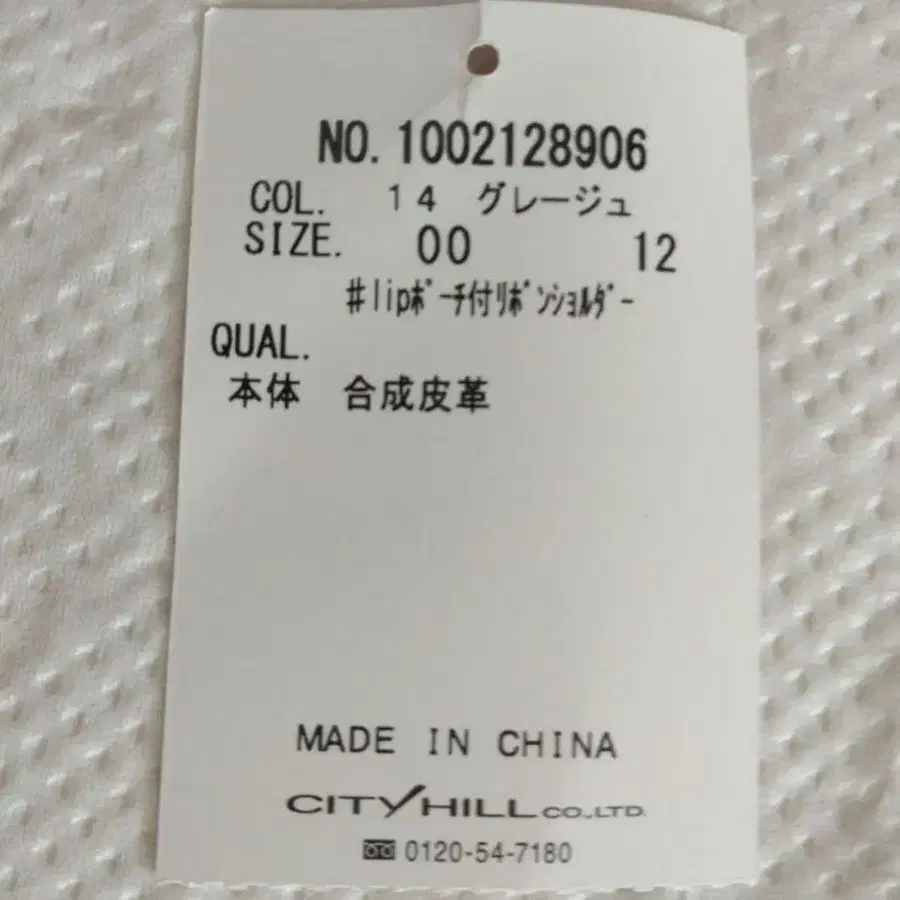 NO. 1002128906
COL. 14 グレージュ
SIZE. 00 12
#lipﾎﾟｰﾁ付ﾘﾎﾞﾝｼｮﾙﾀﾞｰ
QUAL.
本体 合成皮革
MADE IN CHINA
CITY HILL CO.,LTD.
0120-54-7180